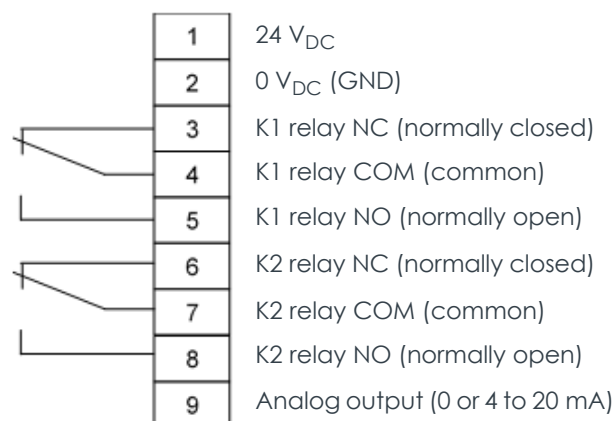 1 24 VDC
2 0 VDC (GND)
3 K1 relay NC (normally closed)
4 K1 relay COM (common)
5 K1 relay NO (normally open)
6 K2 relay NC (normally closed)
7 K2 relay COM (common)
8 K2 relay NO (normally open)
9 Analog output (0 or 4 to 20 mA)